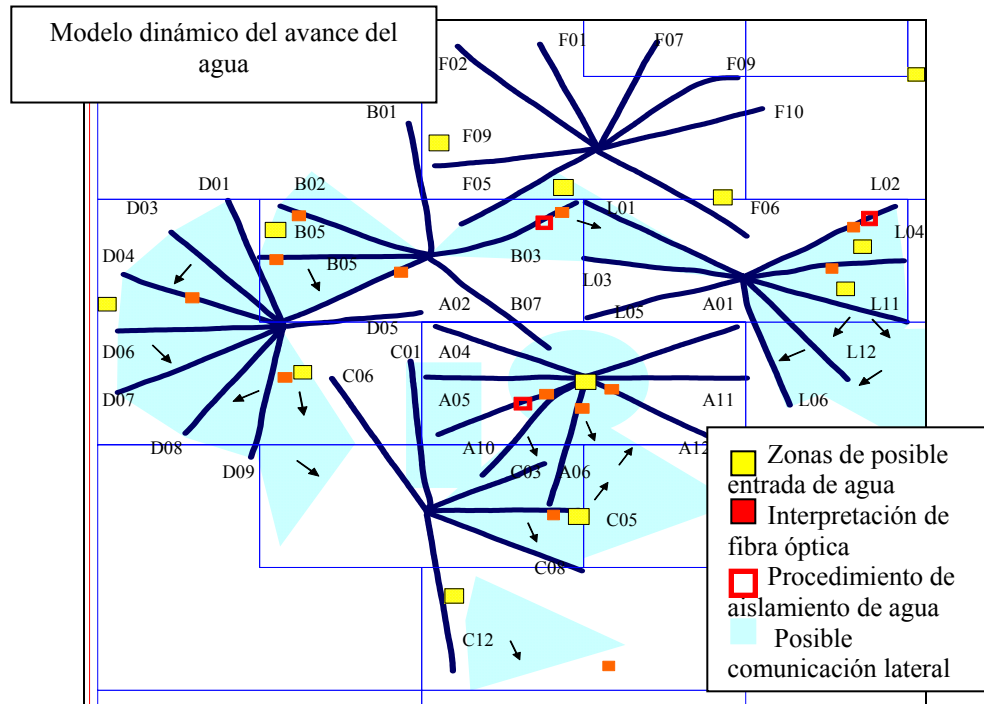 Modelo dinámico del avance del
agua
F01
F07
F02
F09
B01
F10
F09
D01
B02
F05
L01
F06
L02
D03
B05
L04
D04
B05
B03
L03
A02
B07
L05
A01
L11
D05
D06
C01
A04
L12
C06
D07
A05
A11
L06
D08
A10
A12
D09
C03
A06
C05
C08
C12
Zonas de posible
entrada de agua
Interpretación de
fibra óptica
Procedimiento de
aislamiento de agua
Posible
comunicación lateral